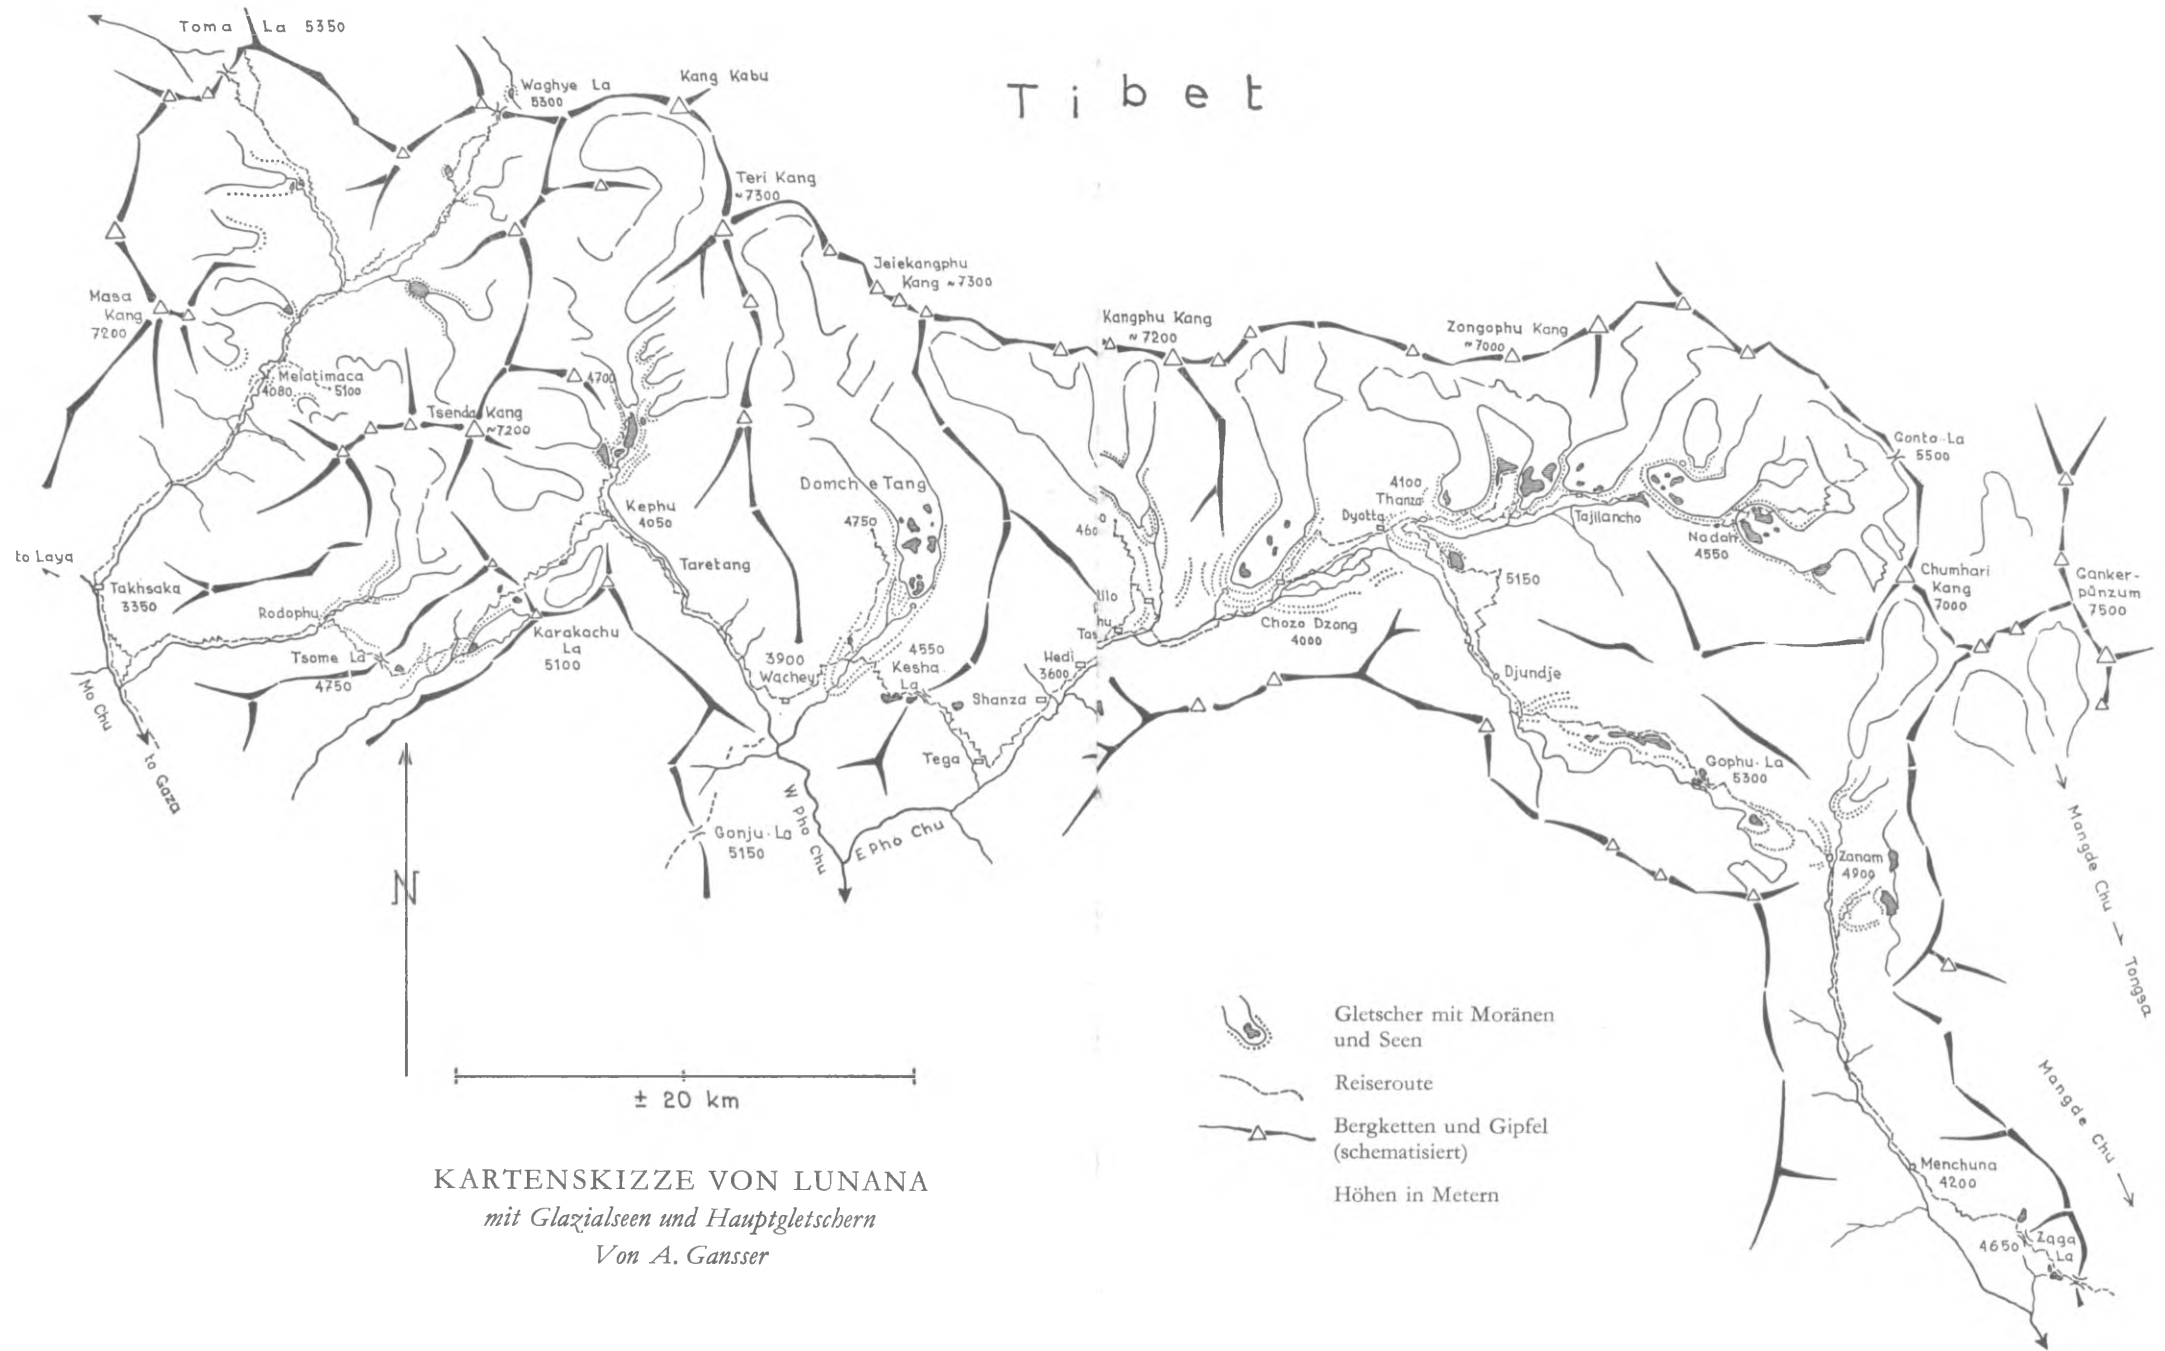 Toma La 5350
Waghye La
5300
Kang Kabu
Tibet
Teri Kang
~7300
Jeiekangphu
Kang ~7300
Masa
Kang
7200
Kangphu Kang
~7200
Zongophu Kang
~7000
Melatimaca
4080 5100
4700
Tsenda Kang
~7200
Gonto-La
5500
Domch e Tang
4750
4100
Thanza
Dyotta
Tajilancho
Nadah
4550
Kephu
4050
460
to Laya
Takhsaka
3350
Taretang
5150
Chumhari
Kang
7000
Ganker-
pünzum
7500
Rodophu
Karakachu
La
5100
Chozo Dzong
4000
Tsome La
4750
3900
Wachey
4550
Kesha
La
Hedi
3600
Shanza
Djundje
Mo Chu
to Gaza
Tega
Gophu-La
5300
Gonju-La
5150
W Pho Chu
E Pho Chu
Zanam
4900
Mangde Chu
Tongsa
N
± 20 km
Gletscher mit Moränen
und Seen
Reiseroute
Bergketten und Gipfel
(schematisiert)
Höhen in Metern
Mangde Chu
Menchuna
4200
4650 Zaga
La
KARTENSKIZZE VON LUNANA
mit Glazialseen und Hauptgletschern
Von A. Gansser